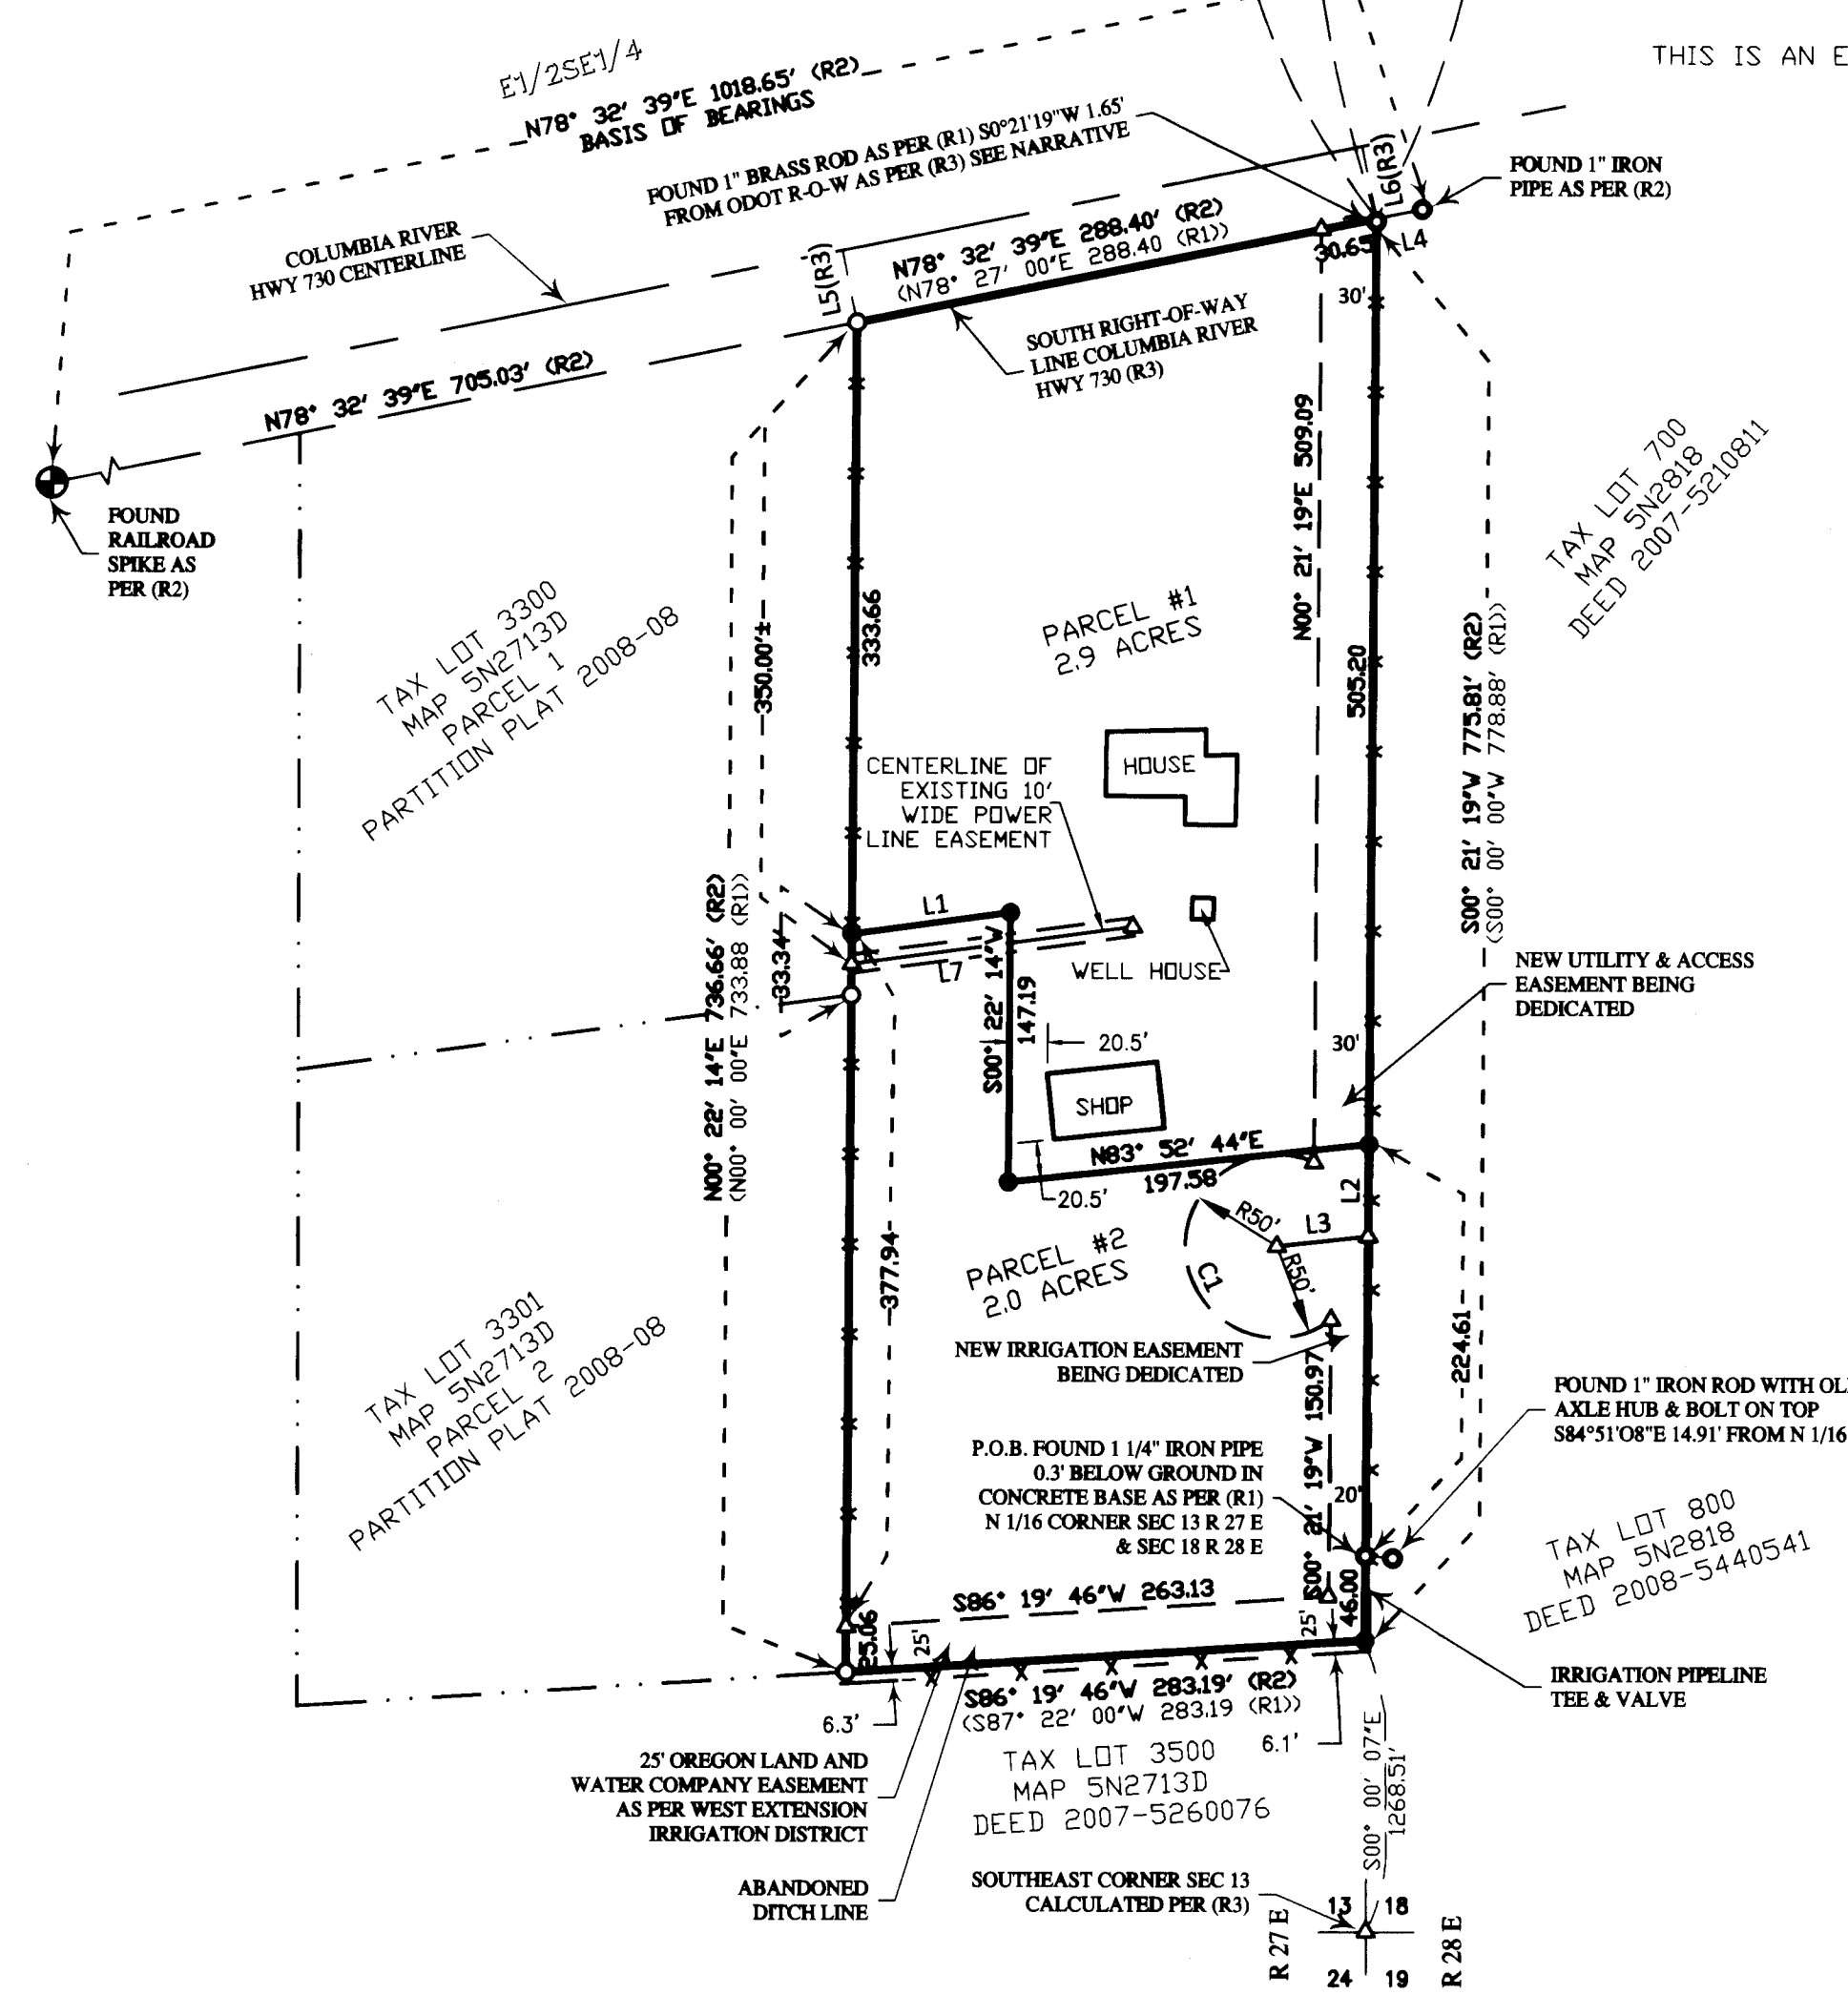 THIS IS AN E
E1/2SE1/4
N78° 32' 39"E 1018.65' (R2)
BASIS OF BEARINGS
FOUND 1" BRASS ROD AS PER (R1) S0°21'19"W 1.65'
FROM ODOT R-O-W AS PER (R3) SEE NARRATIVE
L6(R3)
FOUND 1" IRON
PIPE AS PER (R2)
COLUMBIA RIVER
HWY 730 CENTERLINE
L5(R3)
N78° 32' 39"E 288.40' (R2)
(N78° 27' 00"E 288.40 (R1))
30.65
L4
30'
SOUTH RIGHT-OF-WAY
LINE COLUMBIA RIVER
HWY 730 (R3)
N78° 32' 39"E 705.03' (R2)
FOUND
RAILROAD
SPIKE AS
PER (R2)
TAX LOT 3300
MAP 5N2713D
PARCEL 1
PARTITION PLAT 2008-08
350.00'±
333.66
PARCEL #1
2.9 ACRES
N00° 21' 19"E 509.09
505.20
TAX LOT 700
MAP 5N2818
DEED 2007-5210811
S00° 21' 19"W 775.81' (R2)
(S00° 00' 00"W 778.88' (R1))
CENTERLINE OF
EXISTING 10'
WIDE POWER
LINE EASEMENT
HOUSE
L1
L7
WELL HOUSE
33.34
N00° 22' 14"E 736.66' (R2)
(N00° 00' 00"E 733.88 (R1))
S00° 22' 14"W
147.19
20.5'
SHOP
30'
NEW UTILITY & ACCESS
EASEMENT BEING
DEDICATED
N83° 52' 44"E
197.58
20.5'
L2
R50'
L3
R50'
C1
PARCEL #2
2.0 ACRES
377.94
224.61
TAX LOT 3301
MAP 5N2713D
PARCEL 2
PARTITION PLAT 2008-08
NEW IRRIGATION EASEMENT
BEING DEDICATED
S00° 21' 19"W 150.97
FOUND 1" IRON ROD WITH OL
AXLE HUB & BOLT ON TOP
S84°51'O8"E 14.91' FROM N 1/16
P.O.B. FOUND 1 1/4" IRON PIPE
0.3' BELOW GROUND IN
CONCRETE BASE AS PER (R1)
N 1/16 CORNER SEC 13 R 27 E
& SEC 18 R 28 E
20'
TAX LOT 800
MAP 5N2818
DEED 2008-5440541
S86° 19' 46"W 263.13
25.06
25'
25'
46.00
S86° 19' 46"W 283.19' (R2)
(S87° 22' 00"W 283.19 (R1))
6.3'
6.1'
IRRIGATION PIPELINE
TEE & VALVE
25' OREGON LAND AND
WATER COMPANY EASEMENT
AS PER WEST EXTENSION
IRRIGATION DISTRICT
TAX LOT 3500
MAP 5N2713D
DEED 2007-5260076
S00° 00' 07"E
1268.51'
ABANDONED
DITCH LINE
SOUTHEAST CORNER SEC 13
CALCULATED PER (R3)
R 27 E
13
18
24
19
R 28 E